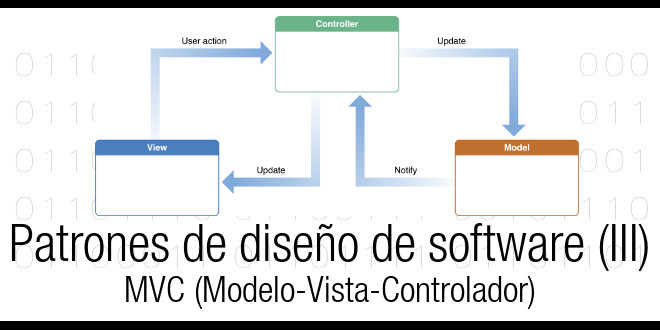 Controller
User action
Update
View
Model
Update
Notify
Patrones de diseño de software (III)
MVC (Modelo-Vista-Controlador)